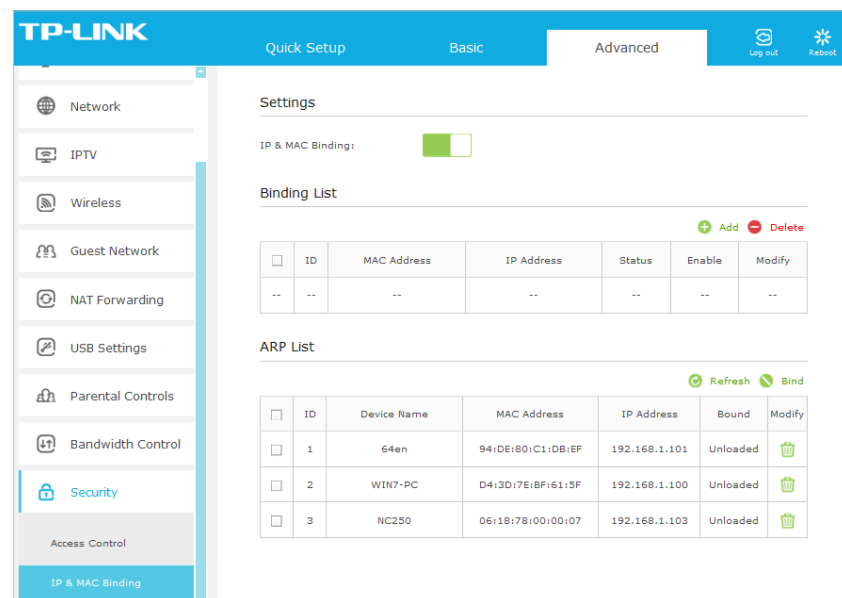 TP-LINK
Quick Setup Basic Advanced Log out Reboot
Network
IPTV
Wireless
Guest Network
NAT Forwarding
USB Settings
Parental Controls
Bandwidth Control
Security
Access Control
IP & MAC Binding
Settings
IP & MAC Binding:
Binding List
Add Delete
ID MAC Address IP Address Status Enable Modify
-- -- -- -- -- -- --
ARP List
Refresh Bind
ID Device Name MAC Address IP Address Bound Modify
1 64en 94:DE:80:C1:DB:EF 192.168.1.101 Unloaded
2 WIN7-PC D4:3D:7E:BF:61:5F 192.168.1.100 Unloaded
3 NC250 06:18:78:00:00:07 192.168.1.103 Unloaded